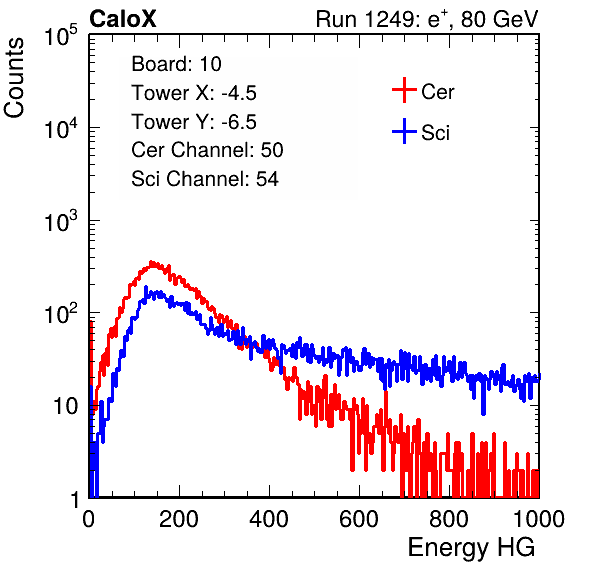 CaloX Run 1249: e⁺, 80 GeV
Counts
10⁵
10⁴
10³
10²
10
1
Board: 10
Tower X: -4.5
Tower Y: -6.5
Cer Channel: 50
Sci Channel: 54
Cer
Sci
0 200 400 600 800 1000
Energy HG